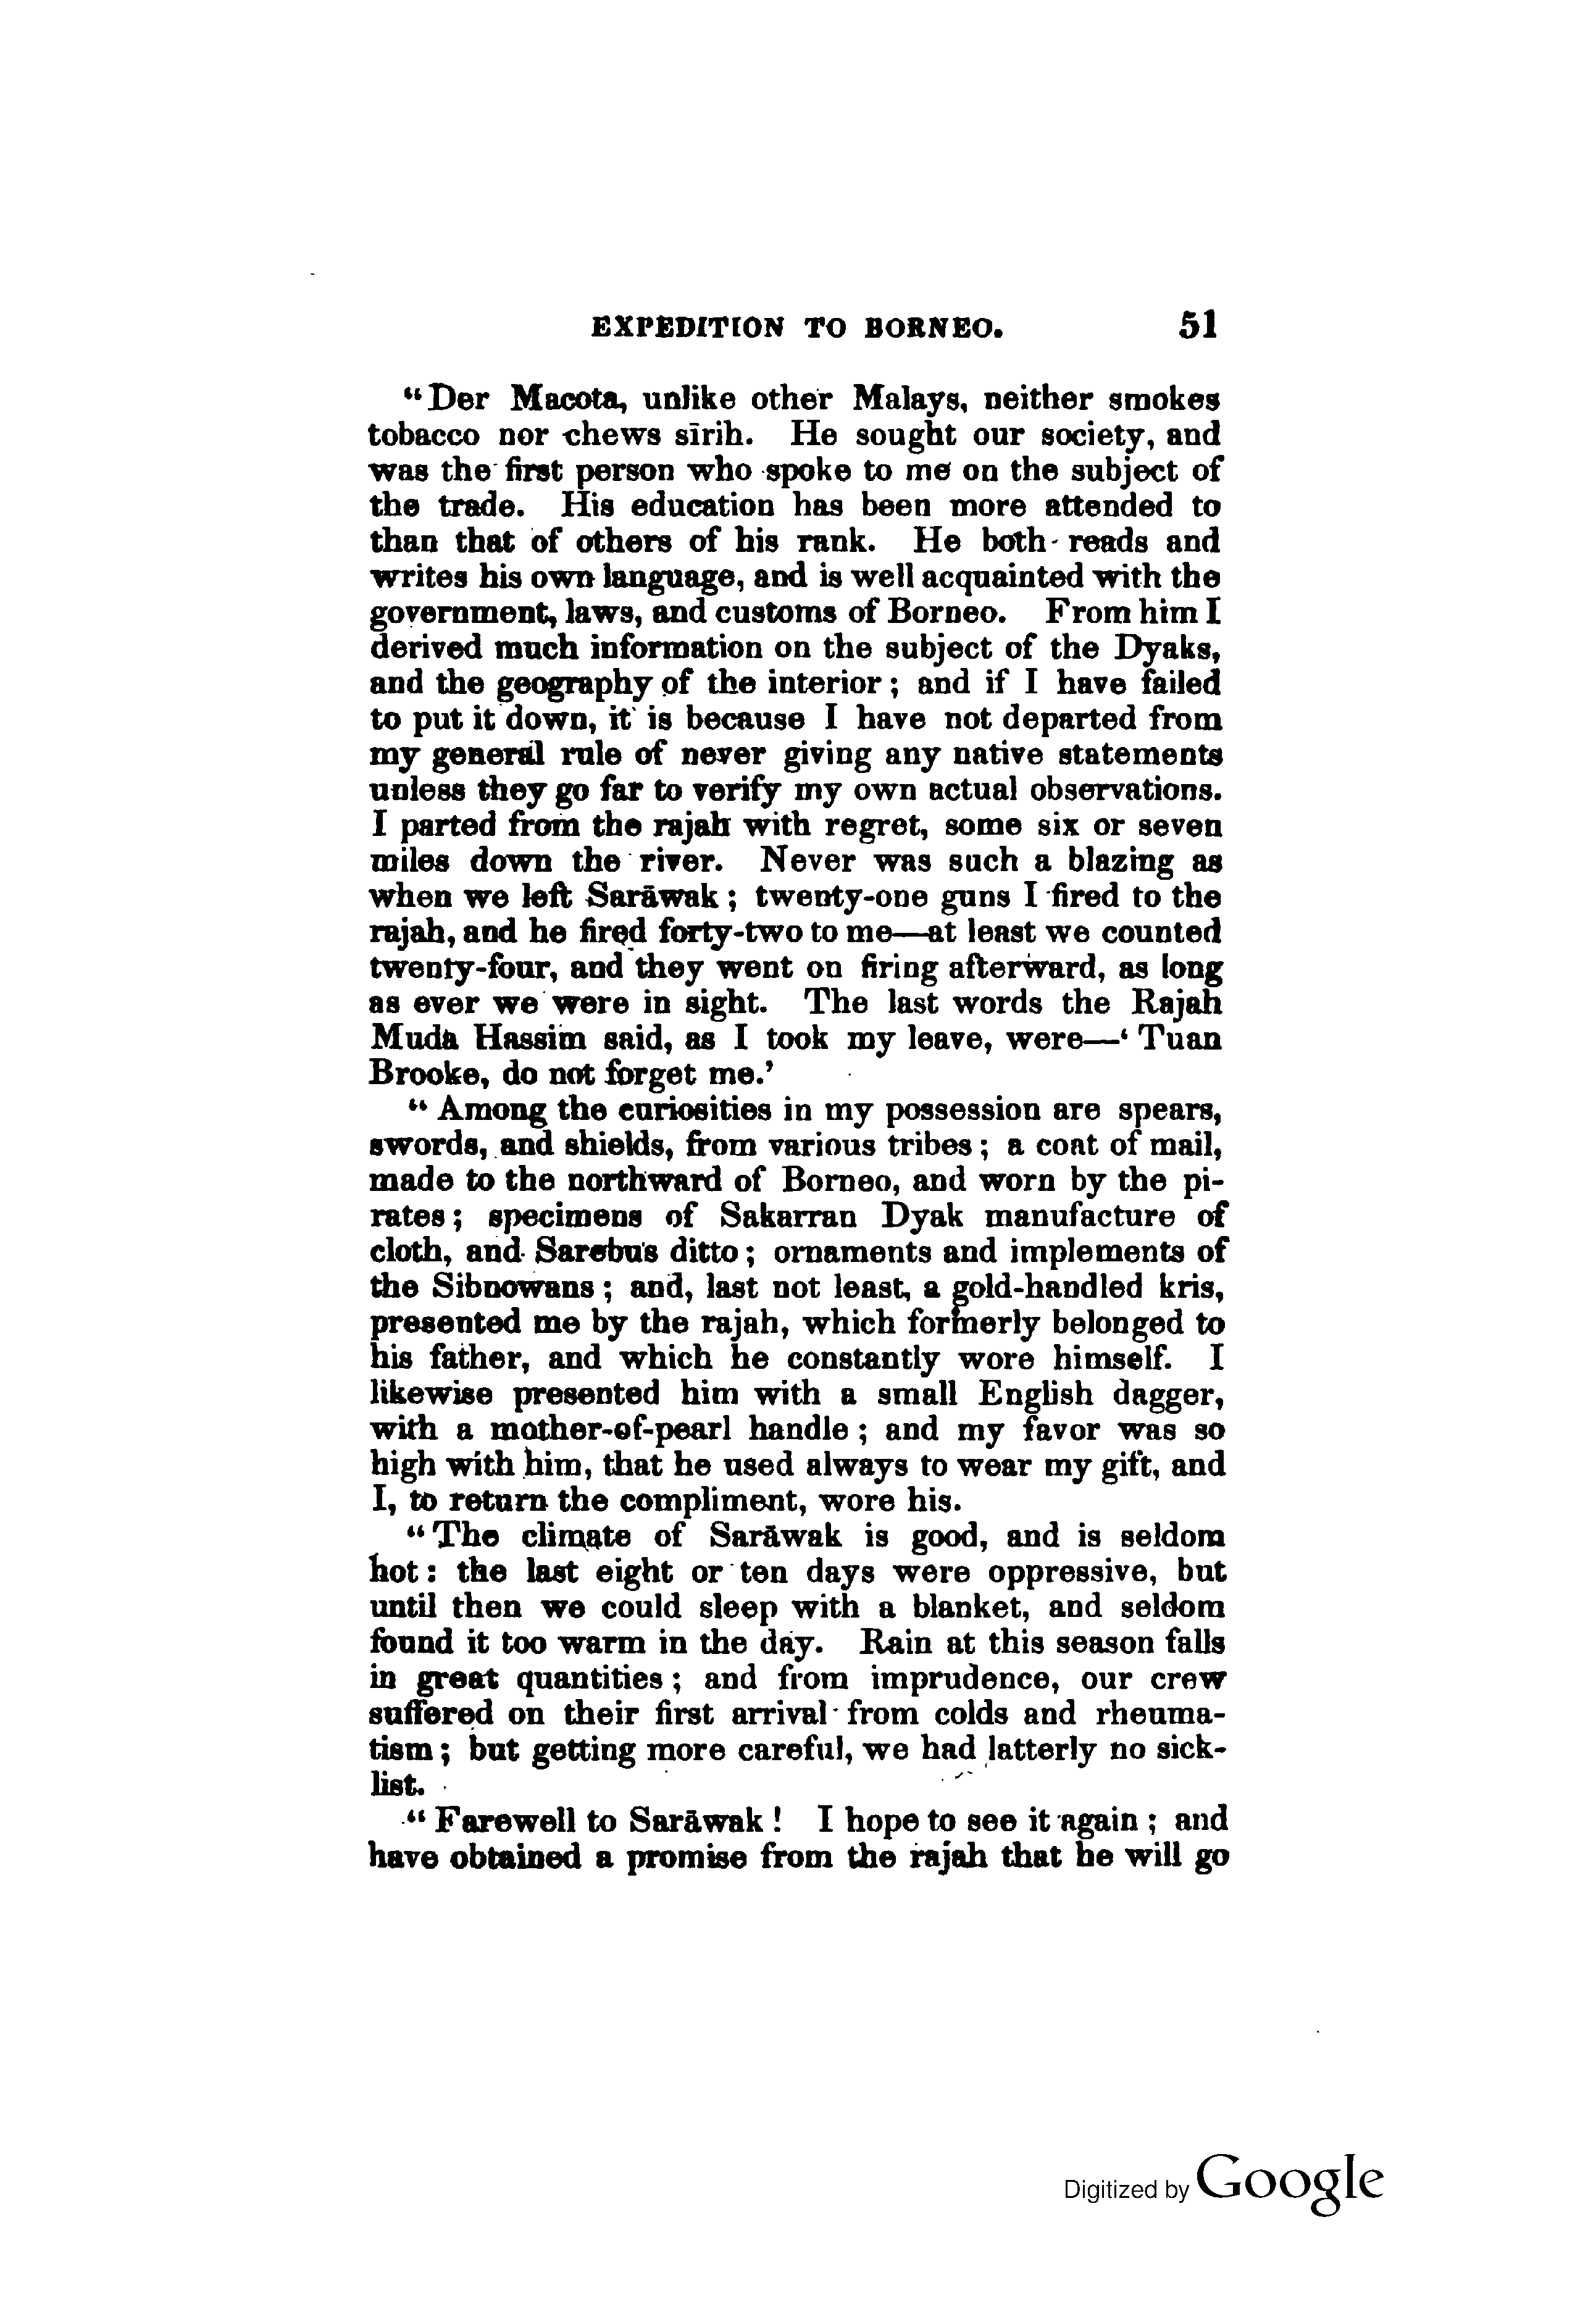 EXPEDITION TO BORNEO. 51
“Der Macota, unlike other Malays, neither smokes
tobacco nor chews sīrih. He sought our society, and
was the first person who spoke to me on the subject of
the trade. His education has been more attended to
than that of others of his rank. He both reads and
writes his own language, and is well acquainted with the
government, laws, and customs of Borneo. From him I
derived much information on the subject of the Dyaks,
and the geography of the interior; and if I have failed
to put it down, it is because I have not departed from
my general rule of never giving any native statements
unless they go far to verify my own actual observations.
I parted from the rajah with regret, some six or seven
miles down the river. Never was such a blazing as
when we left Sarāwak; twenty-one guns I fired to the
rajah, and he fired forty-two to me—at least we counted
twenty-four, and they went on firing afterward, as long
as ever we were in sight. The last words the Rajah
Muda Hassim said, as I took my leave, were—‘Tuan
Brooke, do not forget me.’
“Among the curiosities in my possession are spears,
swords, and shields, from various tribes; a coat of mail,
made to the northward of Borneo, and worn by the pi-
rates; specimens of Sakarran Dyak manufacture of
cloth, and Sarebus ditto; ornaments and implements of
the Sibnowans; and, last not least, a gold-handled kris,
presented me by the rajah, which formerly belonged to
his father, and which he constantly wore himself. I
likewise presented him with a small English dagger,
with a mother-of-pearl handle; and my favor was so
high with him, that he used always to wear my gift, and
I, to return the compliment, wore his.
“The climate of Sarāwak is good, and is seldom
hot: the last eight or ten days were oppressive, but
until then we could sleep with a blanket, and seldom
found it too warm in the day. Rain at this season falls
in great quantities; and from imprudence, our crew
suffered on their first arrival from colds and rheuma-
tism; but getting more careful, we had latterly no sick-
list.
“Farewell to Sarāwak! I hope to see it again; and
have obtained a promise from the rajah that he will go
Digitized by Google